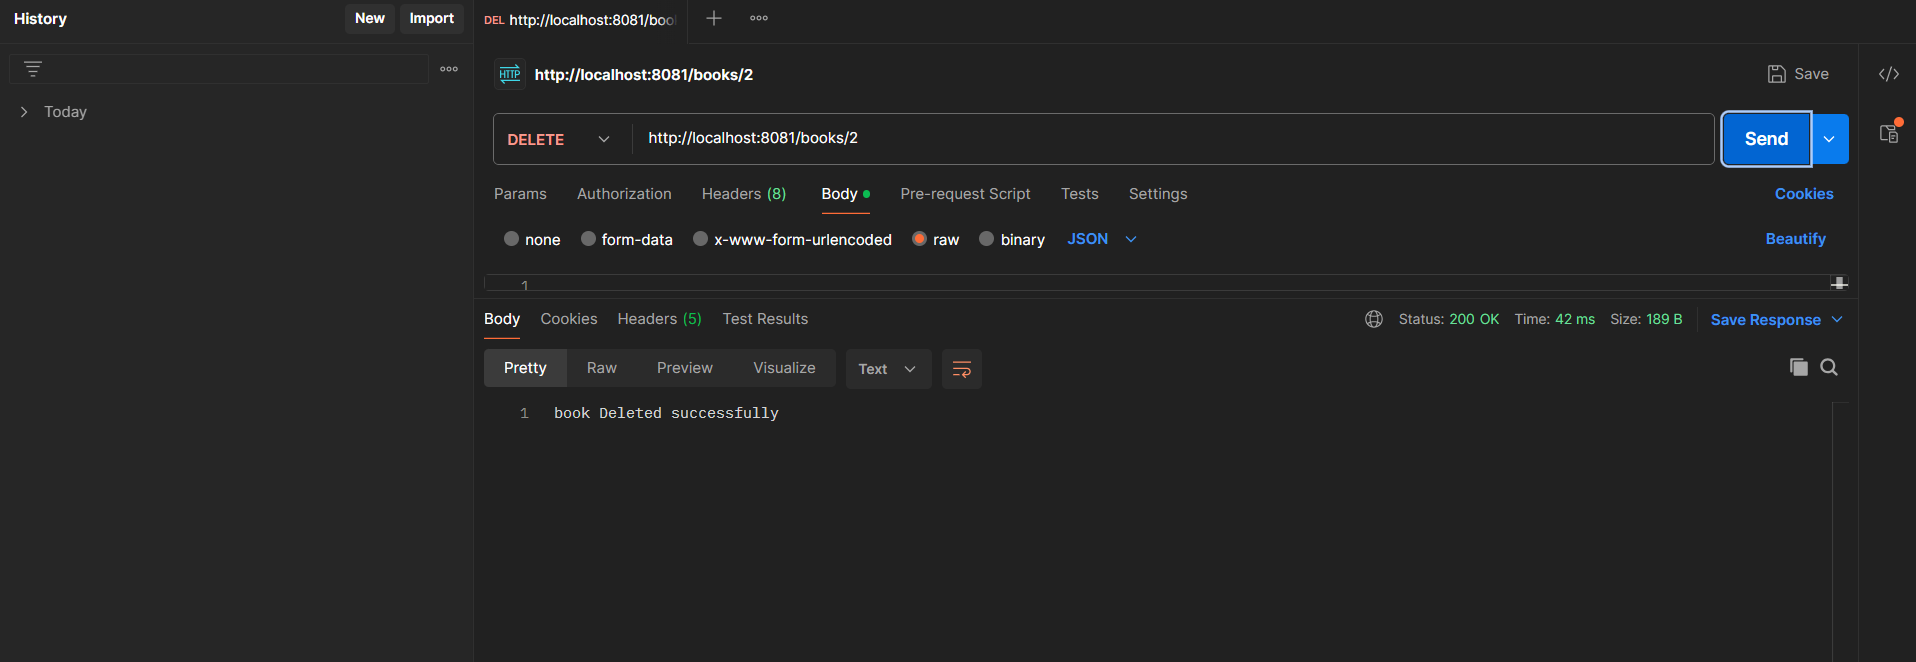 History New Import
DEL http://localhost:8081/boo
HTTP http://localhost:8081/books/2 Save
Today
DELETE http://localhost:8081/books/2 Send
Params Authorization Headers (8) Body Pre-request Script Tests Settings Cookies
none form-data x-www-form-urlencoded raw binary JSON Beautify
1
Body Cookies Headers (5) Test Results Status: 200 OK Time: 42 ms Size: 189 B Save Response
Pretty Raw Preview Visualize Text
1 book Deleted successfully